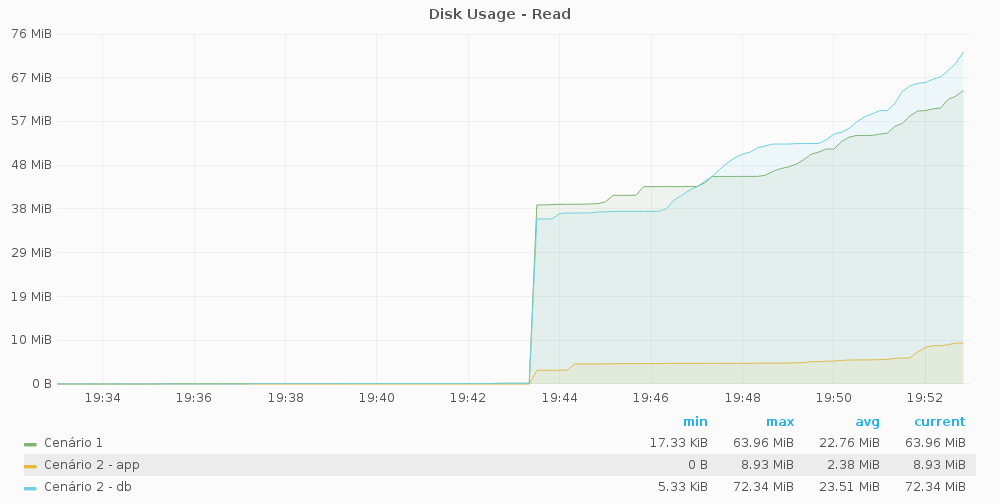 Disk Usage - Read
76 MiB
67 MiB
57 MiB
48 MiB
38 MiB
29 MiB
19 MiB
10 MiB
0 B
19:34 19:36 19:38 19:40 19:42 19:44 19:46 19:48 19:50 19:52
min max avg current
Cenário 1 17.33 KiB 63.96 MiB 22.76 MiB 63.96 MiB
Cenário 2 - app 0 B 8.93 MiB 2.38 MiB 8.93 MiB
Cenário 2 - db 5.33 KiB 72.34 MiB 23.51 MiB 72.34 MiB